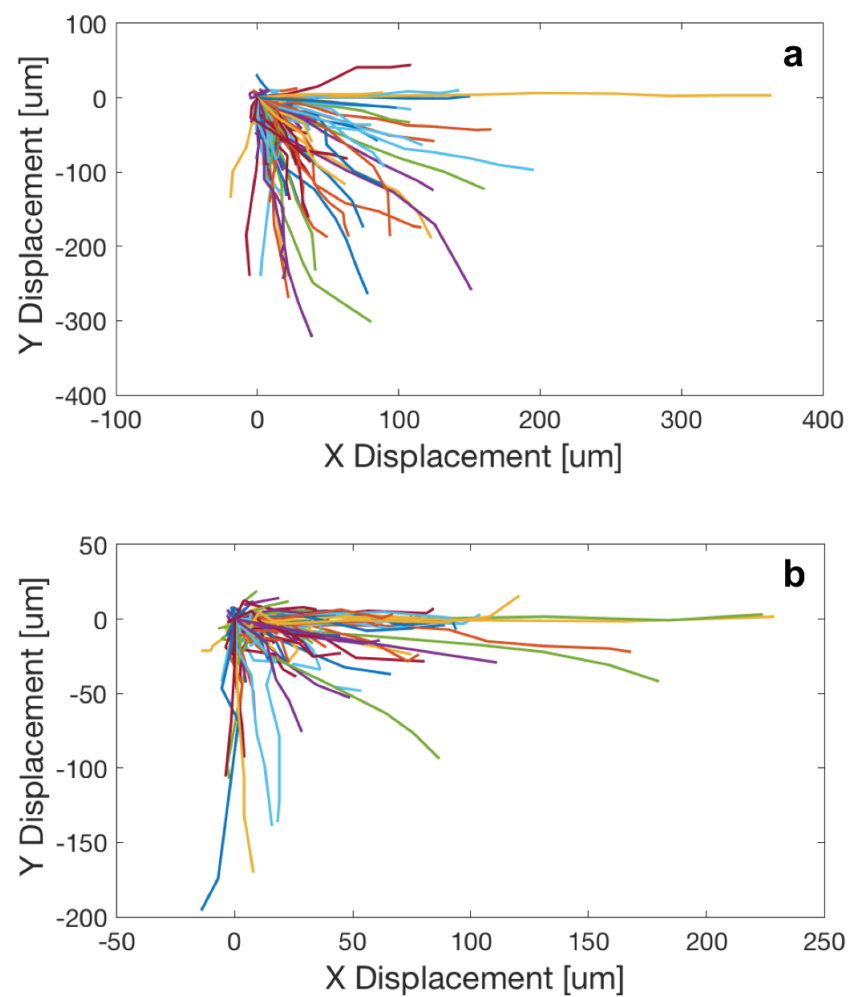 a
100
0
-100
-200
-300
-400
-100 0 100 200 300 400
Y Displacement [um]
X Displacement [um]
b
50
0
-50
-100
-150
-200
-50 0 50 100 150 200 250
Y Displacement [um]
X Displacement [um]